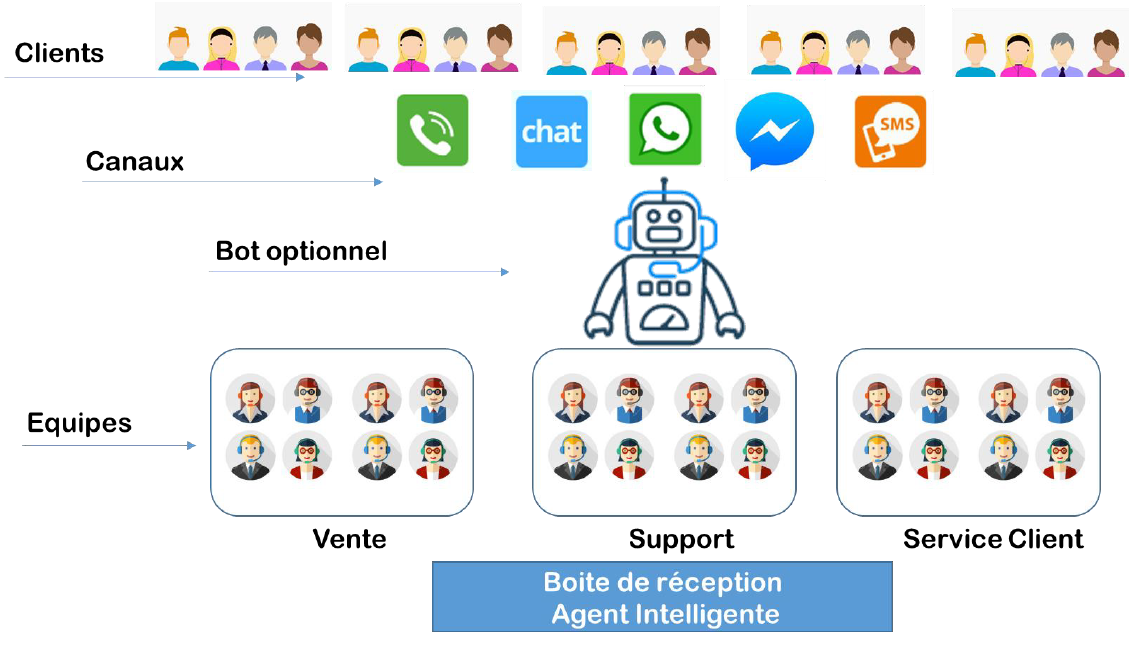 Clients
chat
SMS
Canaux
Bot optionnel
Equipes
Vente
Support
Service Client
Boite de réception
Agent Intelligente